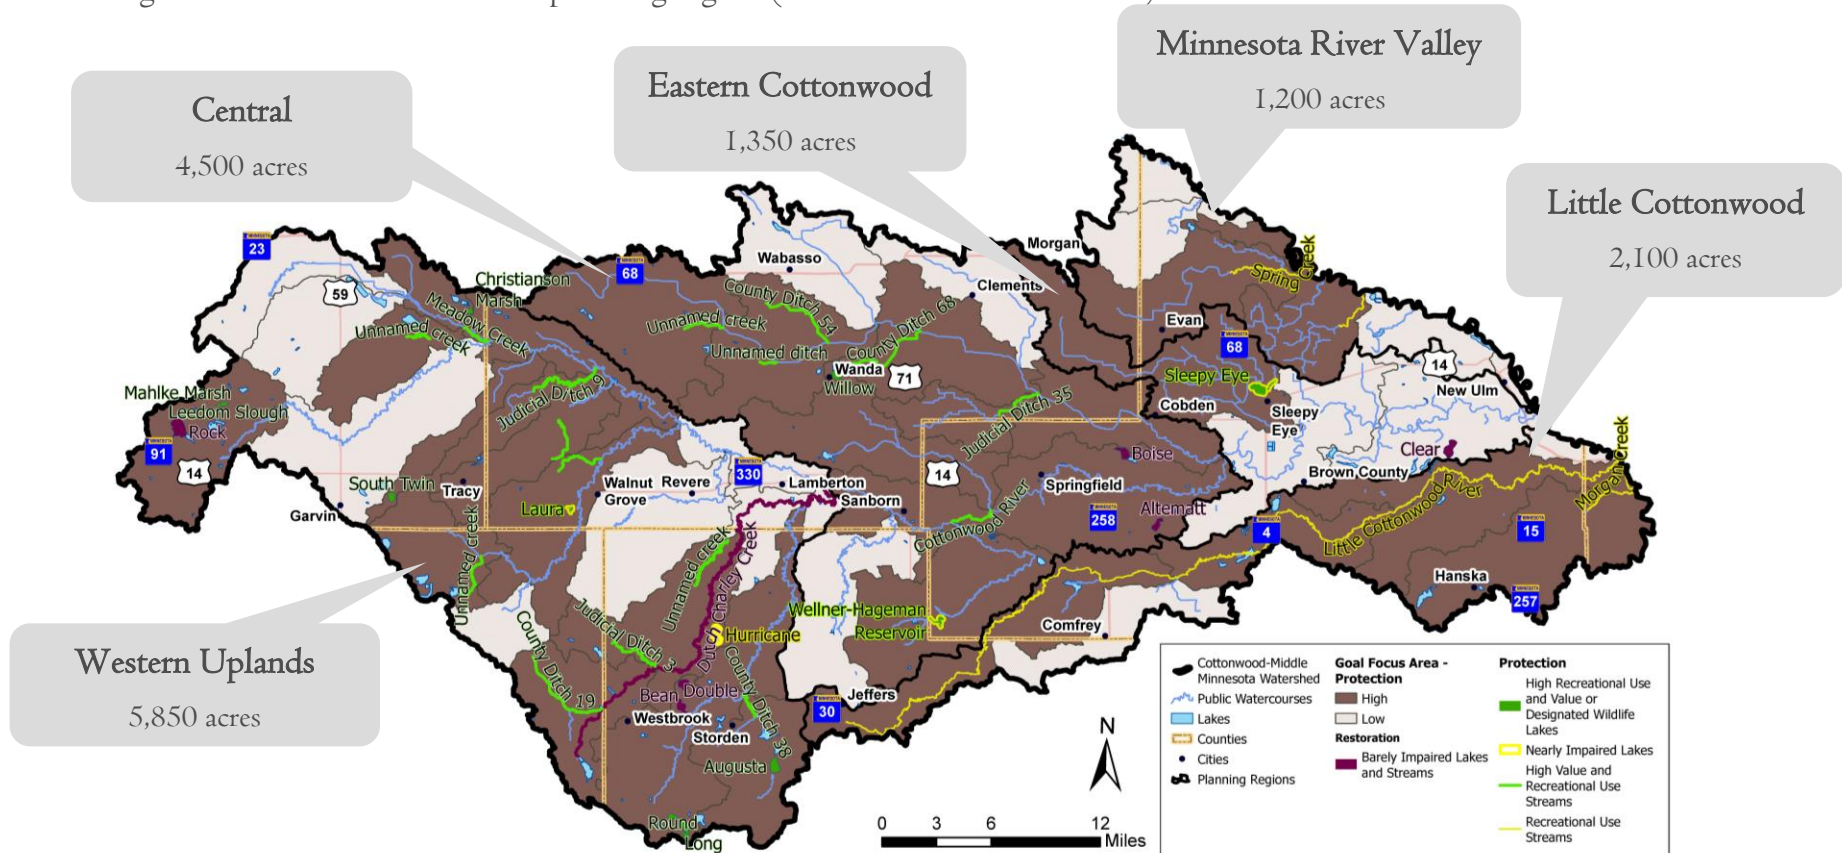 Minnesota River Valley
1,200 acres
Eastern Cottonwood
1,350 acres
Central
4,500 acres
Little Cottonwood
2,100 acres
Western Uplands
5,850 acres
23
59
68
Christianson
Marsh
Meadow Creek
Unnamed creek
Wabasso
County Ditch 54
Unnamed creek
Unnamed ditch
County Ditch 68
Clements
Morgan
Wanda
Willow
71
Evan
68
Spring
Creek
Sleepy Eye
Cobden
Sleepy
Eye
14
New Ulm
Mahlke Marsh
Leedom Slough
Rock
91
14
Judicial Ditch 9
Judicial Ditch 35
South Twin
Tracy
Garvin
Laura
Walnut
Grove
Revere
330
Lamberton
Sanborn
14
Springfield
Boise
258
Altematt
Cottonwood River
Brown County
Clear
4
Little Cottonwood River
Morgan Creek
15
Hanska
257
Unnamed creek
Unnamed creek
Dutch Charley Creek
Judicial Ditch 3
County Ditch 19
County Ditch 38
Hurricane
Bean
Double
Westbrook
Storden
Augusta
Round
Long
Wellner-Hageman
Reservoir
Comfrey
Jeffers
30
N
0 3 6 12
Miles
Cottonwood-Middle
Minnesota Watershed
Public Watercourses
Lakes
Counties
Cities
Planning Regions
Goal Focus Area -
Protection
High
Low
Restoration
Barely Impaired Lakes
and Streams
Protection
High Recreational Use
and Value or
Designated Wildlife
Lakes
Nearly Impaired Lakes
High Value and
Recreational Use
Streams
Recreational Use
Streams